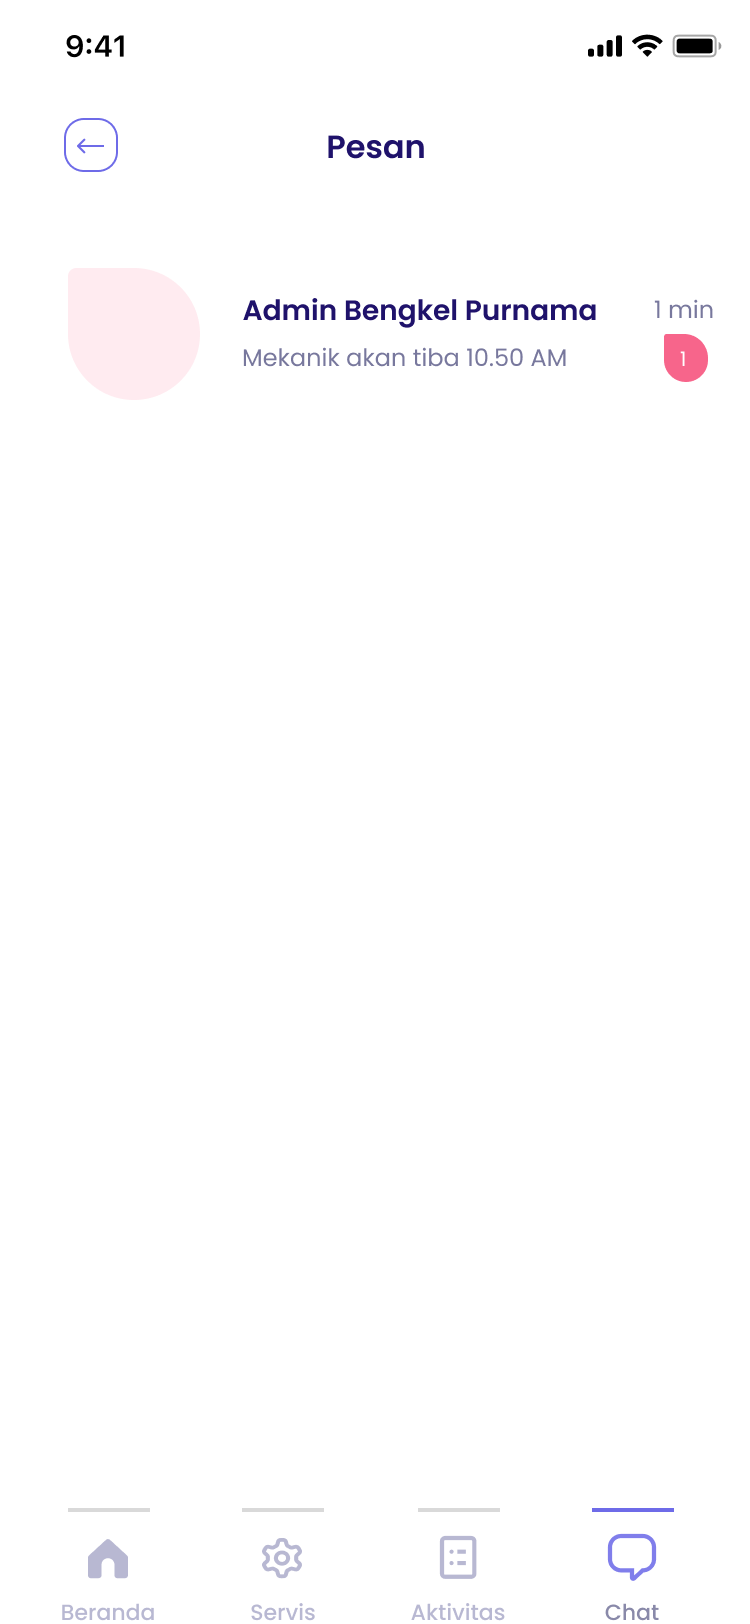 9:41
Pesan
Admin Bengkel Purnama
1 min
Mekanik akan tiba 10.50 AM
1
Beranda
Servis
Aktivitas
Chat